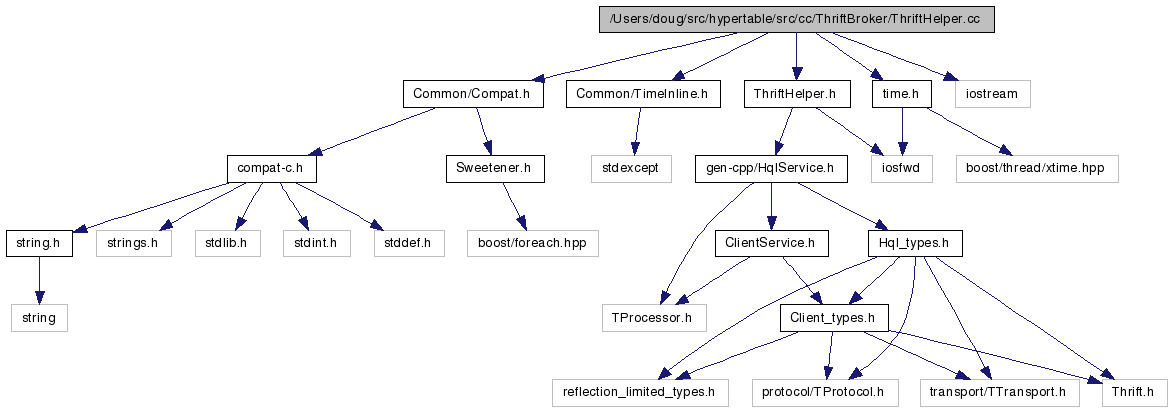 /Users/doug/src/hypertable/src/cc/ThriftBroker/ThriftHelper.cc
Common/Compat.h
Common/TimeInline.h
ThriftHelper.h
time.h
iostream
compat-c.h
Sweetener.h
stdexcept
gen-cpp/HqlService.h
iosfwd
boost/thread/xtime.hpp
string.h
strings.h
stdlib.h
stdint.h
stddef.h
boost/foreach.hpp
ClientService.h
Hql_types.h
string
TProcessor.h
Client_types.h
reflection_limited_types.h
protocol/TProtocol.h
transport/TTransport.h
Thrift.h